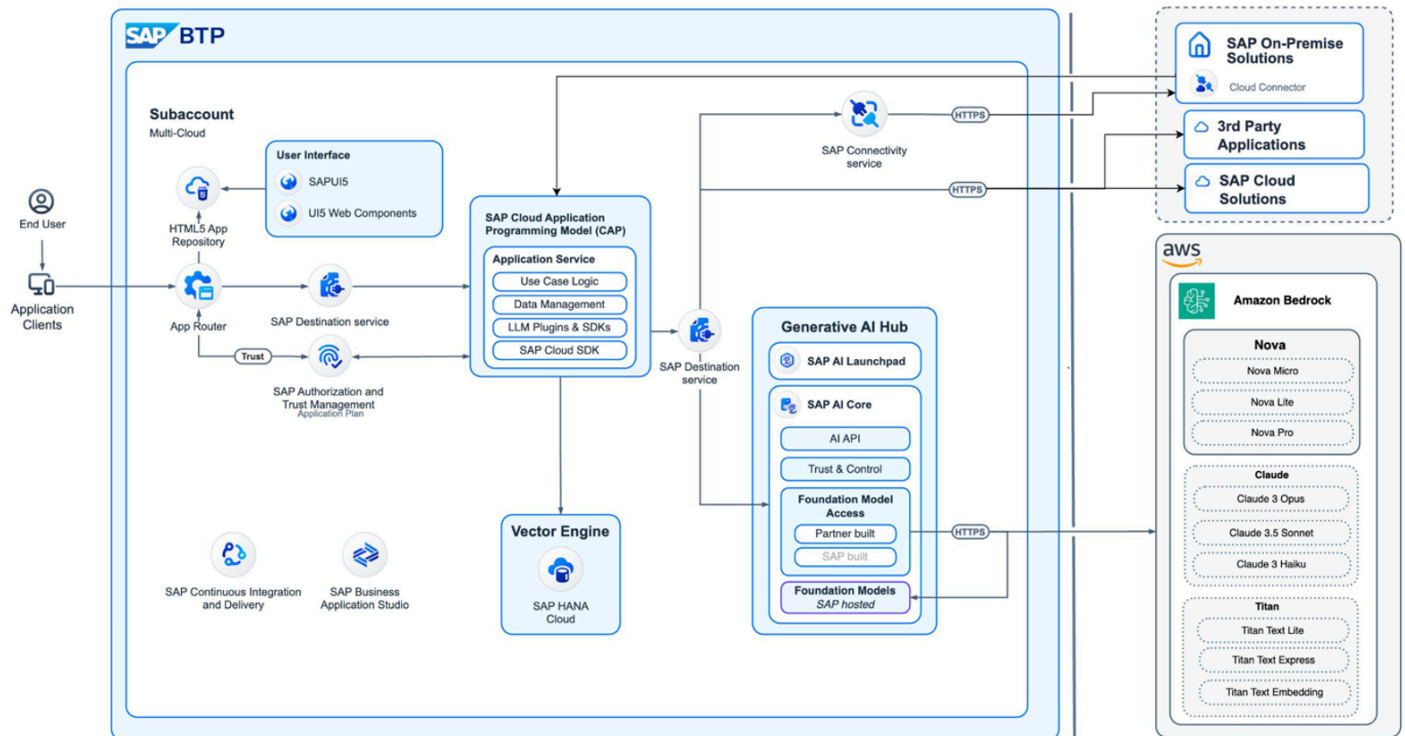 SAP BTP
Subaccount
Multi-Cloud
End User
Application
Clients
HTML5 App
Repository
User Interface
SAPUI5
UI5 Web Components
App Router
SAP Destination service
Trust
SAP Authorization and
Trust Management
Application Plan
SAP Cloud Application
Programming Model (CAP)
Application Service
Use Case Logic
Data Management
LLM Plugins & SDKs
SAP Cloud SDK
SAP Destination
service
SAP Connectivity
service
HTTPS
HTTPS
SAP Continuous Integration
and Delivery
SAP Business
Application Studio
Vector Engine
SAP HANA
Cloud
Generative AI Hub
SAP AI Launchpad
SAP AI Core
AI API
Trust & Control
Foundation Model
Access
Partner built
SAP built
Foundation Models
SAP hosted
HTTPS
SAP On-Premise
Solutions
Cloud Connector
3rd Party
Applications
SAP Cloud
Solutions
aws
Amazon Bedrock
Nova
Nova Micro
Nova Lite
Nova Pro
Claude
Claude 3 Opus
Claude 3.5 Sonnet
Claude 3 Haiku
Titan
Titan Text Lite
Titan Text Express
Titan Text Embedding